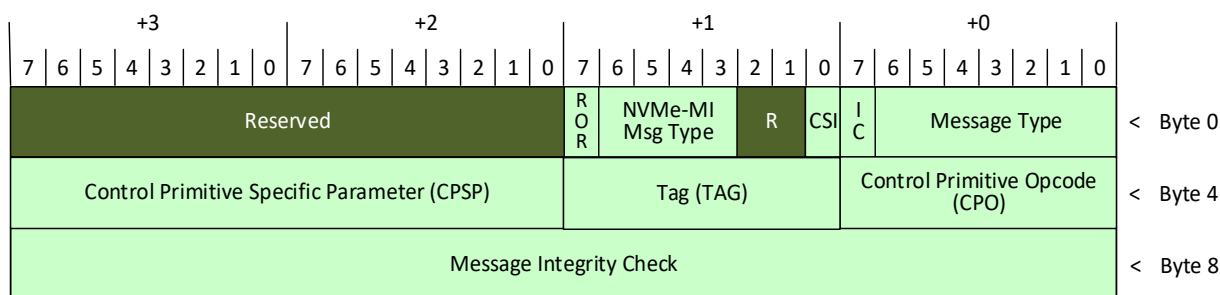 +3 +2 +1 +0
7 6 5 4 3 2 1 0 7 6 5 4 3 2 1 0 7 6 5 4 3 2 1 0 7 6 5 4 3 2 1 0
Reserved
R
O
R
NVMe-MI
Msg Type
R
CSI
I
C
Message Type
< Byte 0
Control Primitive Specific Parameter (CPSP)
Tag (TAG)
Control Primitive Opcode
(CPO)
< Byte 4
Message Integrity Check
< Byte 8